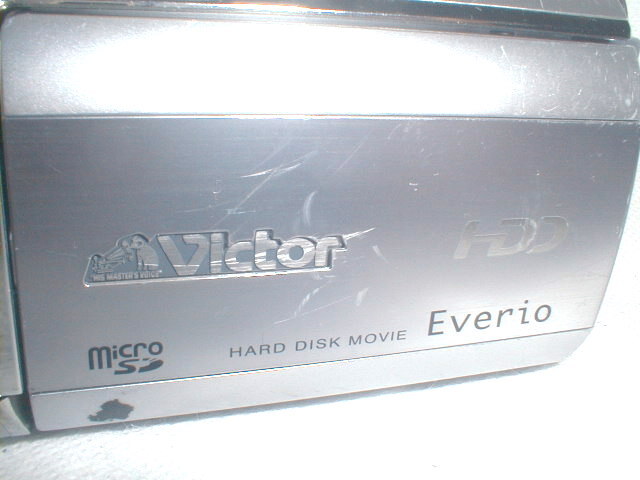 Victor
HIS MASTER'S VOICE
HDD
Everio
HARD DISK MOVIE
micro
SD